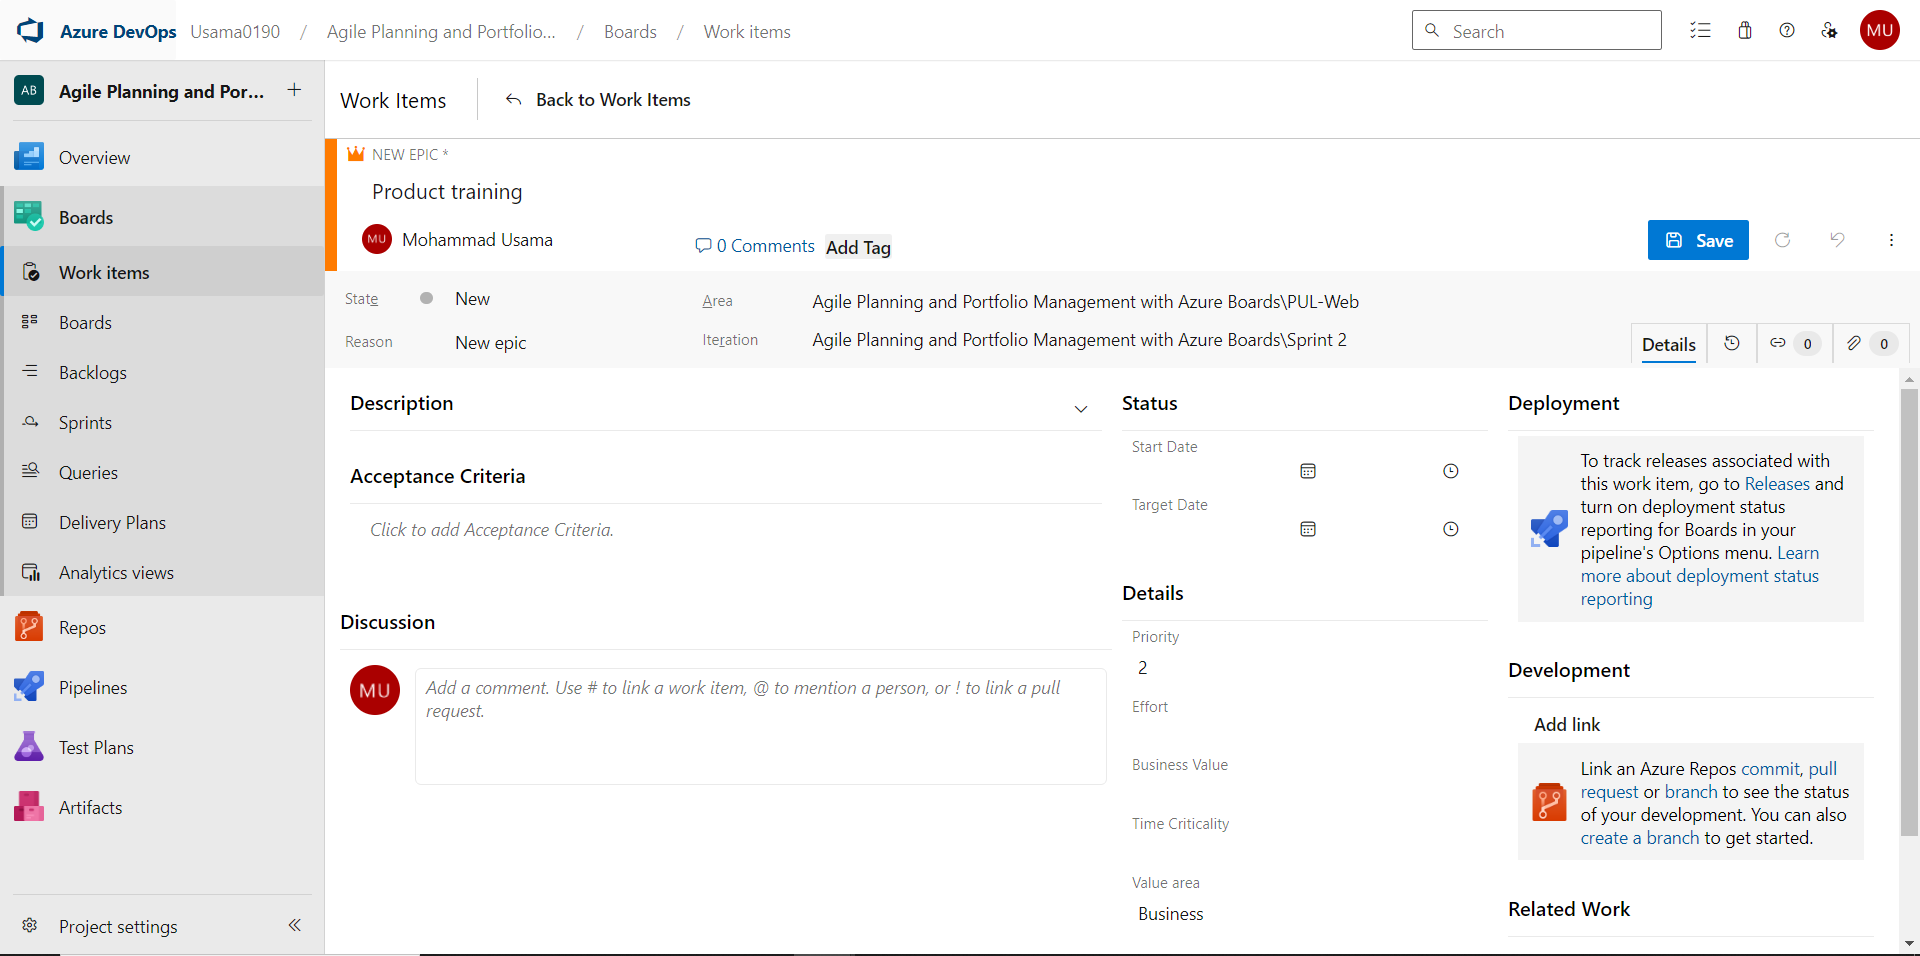 Azure DevOps Usama0190 / Agile Planning and Portfolio... / Boards / Work items
Search
MU
AB Agile Planning and Por... +
Overview
Boards
Work items
Boards
Backlogs
Sprints
Queries
Delivery Plans
Analytics views
Repos
Pipelines
Test Plans
Artifacts
Project settings
Work Items
Back to Work Items
NEW EPIC *
Product training
MU Mohammad Usama
0 Comments
Add Tag
Save
State
New
Reason
New epic
Area
Agile Planning and Portfolio Management with Azure Boards\PUL-Web
Iteration
Agile Planning and Portfolio Management with Azure Boards\Sprint 2
Details
0
0
Description
Acceptance Criteria
Click to add Acceptance Criteria.
Discussion
MU
Add a comment. Use # to link a work item, @ to mention a person, or ! to link a pull
request.
Status
Start Date
Target Date
Details
Priority
2
Effort
Business Value
Time Criticality
Value area
Business
Deployment
To track releases associated with
this work item, go to Releases and
turn on deployment status
reporting for Boards in your
pipeline's Options menu. Learn
more about deployment status
reporting
Development
Add link
Link an Azure Repos commit, pull
request or branch to see the status
of your development. You can also
create a branch to get started.
Related Work